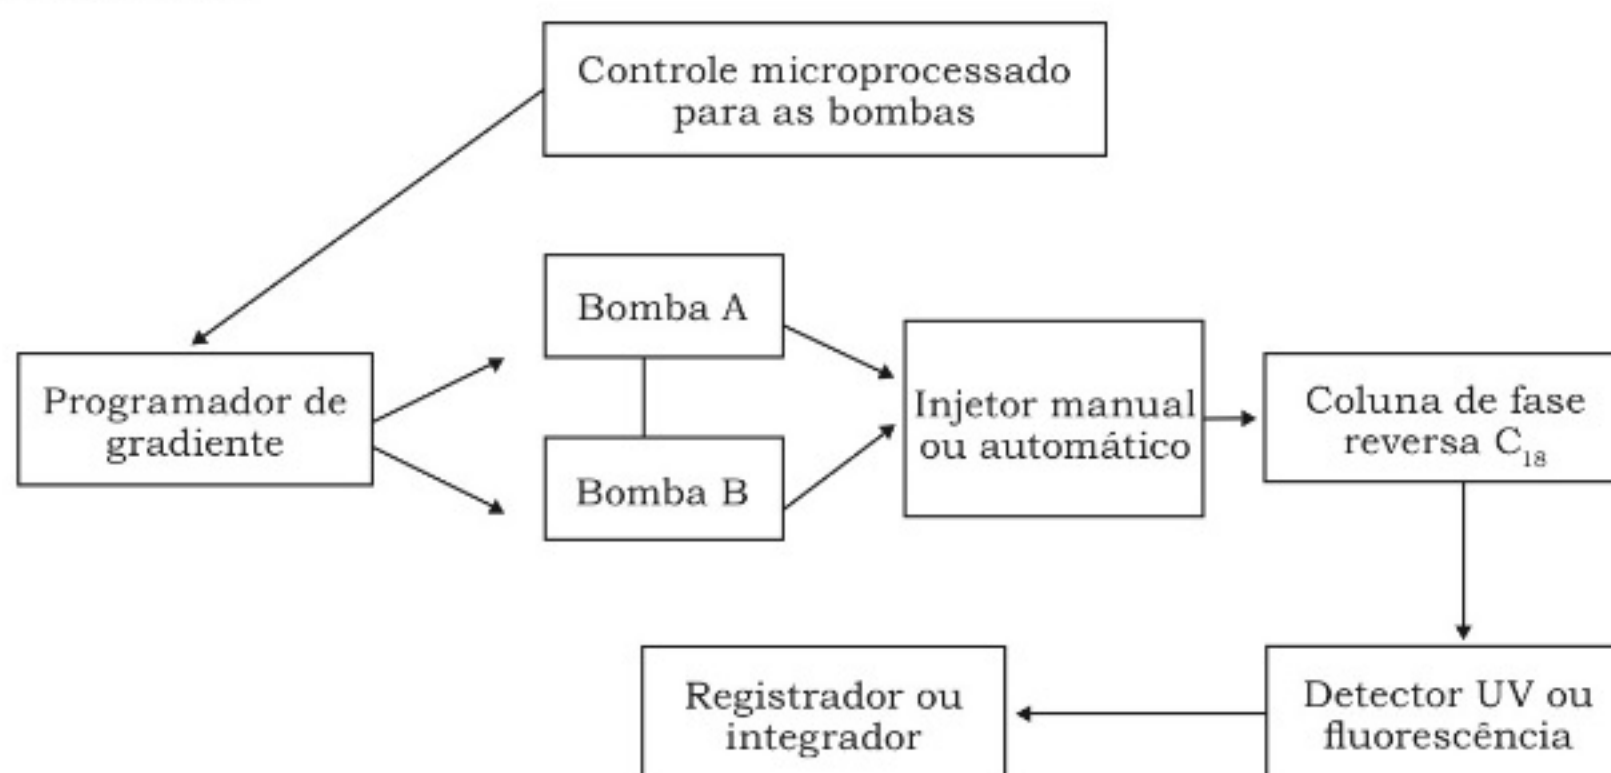 Controle microprocessado
para as bombas
Bomba A
Programador de
gradiente
Injetor manual
ou automático
Coluna de fase
reversa C₁₈
Bomba B
Registrador ou
integrador
Detector UV ou
fluorescência